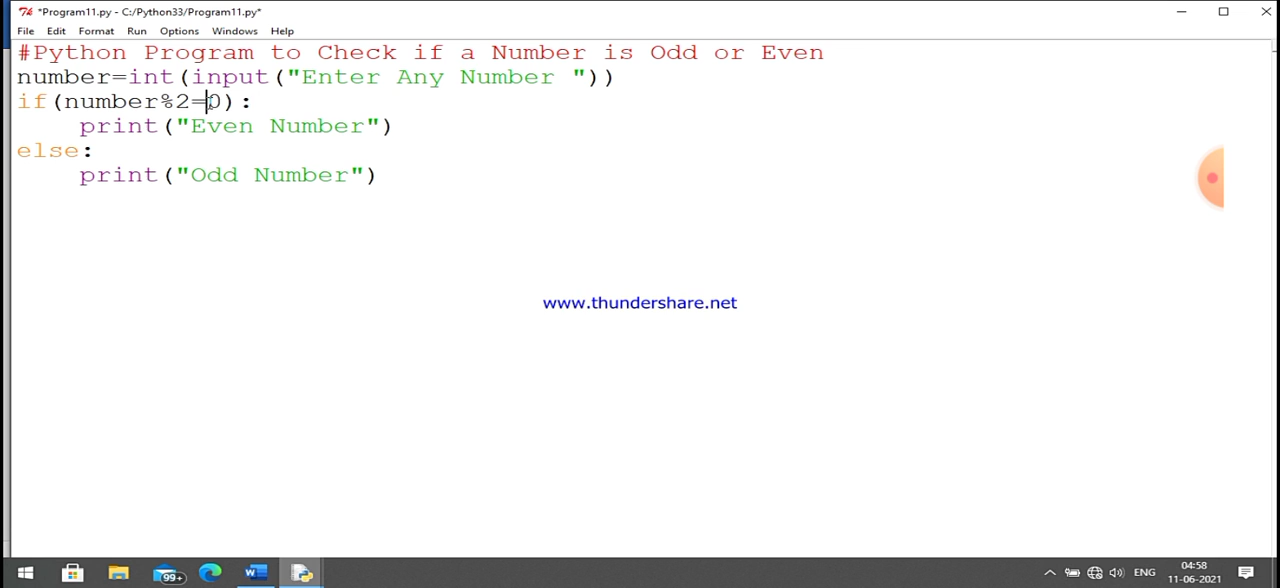 *Program11.py - C:/Python33/Program11.py*
File Edit Format Run Options Windows Help
#Python Program to Check if a Number is Odd or Even
number=int(input("Enter Any Number "))
if(number%2=0):
    print("Even Number")
else:
    print("Odd Number")
www.thundershare.net
99+
ENG
04:58
11-06-2021